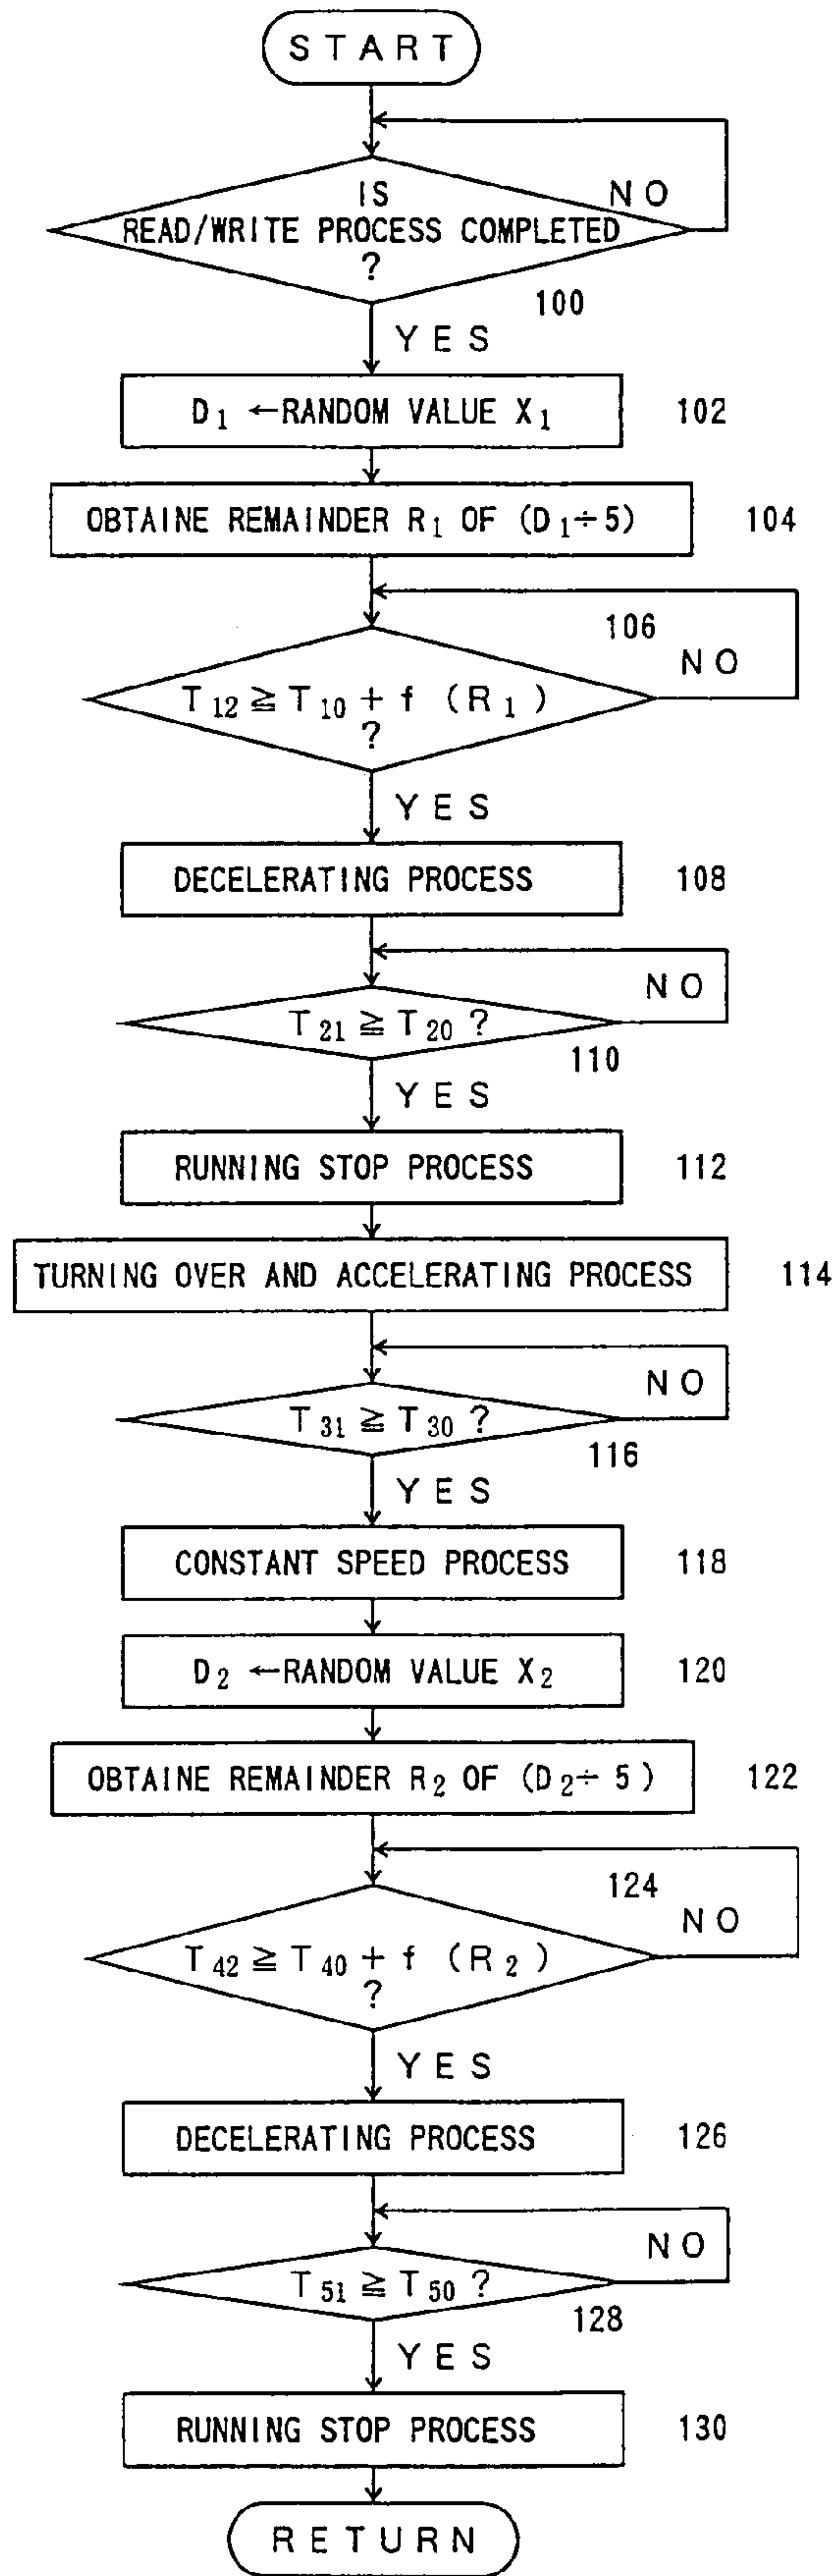 START
IS
READ/WRITE PROCESS COMPLETED
?
NO
100
YES
D₁ ←RANDOM VALUE X₁
102
OBTAINE REMAINDER R₁ OF (D₁÷5)
104
106
NO
T₁₂ ≧ T₁₀ + f (R₁)
?
YES
DECELERATING PROCESS
108
NO
T₂₁ ≧ T₂₀ ?
110
YES
RUNNING STOP PROCESS
112
TURNING OVER AND ACCELERATING PROCESS
114
NO
T₃₁ ≧ T₃₀ ?
116
YES
CONSTANT SPEED PROCESS
118
D₂ ←RANDOM VALUE X₂
120
OBTAINE REMAINDER R₂ OF (D₂÷ 5 )
122
124
NO
T₄₂ ≧ T₄₀ + f (R₂)
?
YES
DECELERATING PROCESS
126
NO
T₅₁ ≧ T₅₀ ?
128
YES
RUNNING STOP PROCESS
130
RETURN